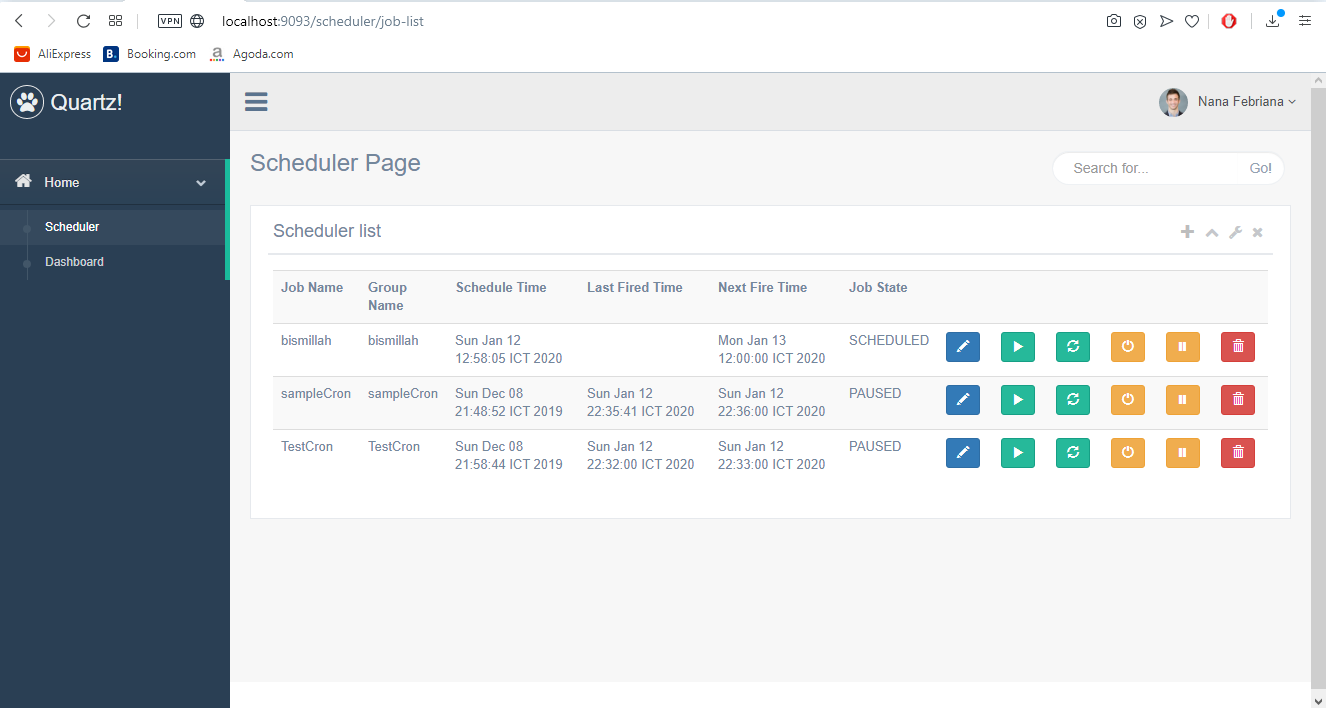 VPN localhost:9093/scheduler/job-list
AliExpress B. Booking.com a Agoda.com
Quartz!
Nana Febriana
Home
Scheduler
Dashboard
Scheduler Page
Search for... Go!
Scheduler list
Job Name Group Name Schedule Time Last Fired Time Next Fire Time Job State
bismillah bismillah Sun Jan 12 Mon Jan 13 SCHEDULED
12:58:05 ICT 2020 12:00:00 ICT 2020
sampleCron sampleCron Sun Dec 08 Sun Jan 12 Sun Jan 12 PAUSED
21:48:52 ICT 2019 22:35:41 ICT 2020 22:36:00 ICT 2020
TestCron TestCron Sun Dec 08 Sun Jan 12 Sun Jan 12 PAUSED
21:58:44 ICT 2019 22:32:00 ICT 2020 22:33:00 ICT 2020